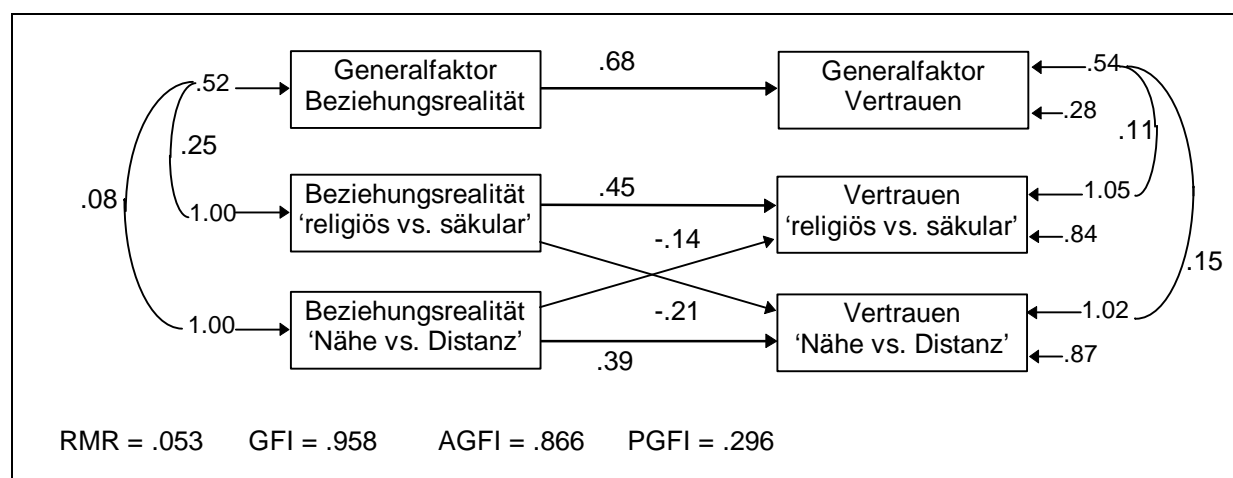 .52
Generalfaktor
Beziehungsrealität
.68
Generalfaktor
Vertrauen
.54
.28
.25
.11
.08
1.00
Beziehungsrealität
‘religiös vs. säkular’
.45
Vertrauen
‘religiös vs. säkular’
1.05
.84
-.14
.15
1.00
Beziehungsrealität
‘Nähe vs. Distanz’
-.21
.39
Vertrauen
‘Nähe vs. Distanz’
1.02
.87
RMR = .053 GFI = .958 AGFI = .866 PGFI = .296